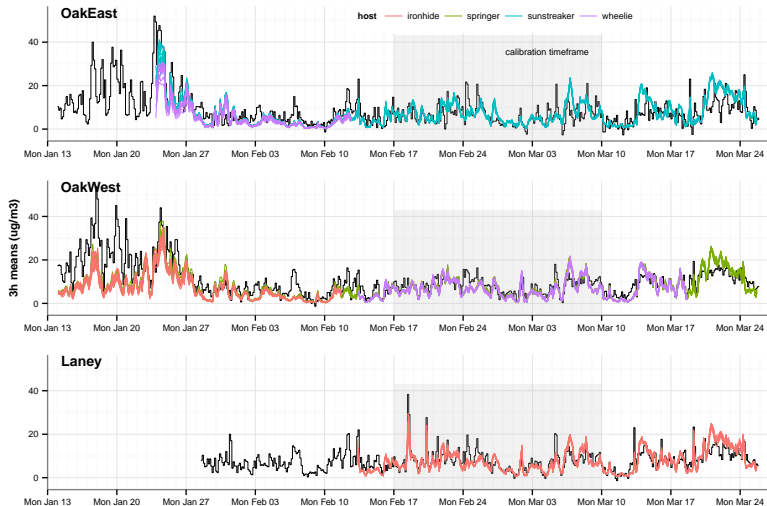 OakEast
host ironhide springer sunstreaker wheelie
calibration timeframe
40
20
0
Mon Jan 13 Mon Jan 20 Mon Jan 27 Mon Feb 03 Mon Feb 10 Mon Feb 17 Mon Feb 24 Mon Mar 03 Mon Mar 10 Mon Mar 17 Mon Mar 24
OakWest
3h means (ug/m3)
40
20
0
Mon Jan 13 Mon Jan 20 Mon Jan 27 Mon Feb 03 Mon Feb 10 Mon Feb 17 Mon Feb 24 Mon Mar 03 Mon Mar 10 Mon Mar 17 Mon Mar 24
Laney
40
20
0
Mon Jan 13 Mon Jan 20 Mon Jan 27 Mon Feb 03 Mon Feb 10 Mon Feb 17 Mon Feb 24 Mon Mar 03 Mon Mar 10 Mon Mar 17 Mon Mar 24